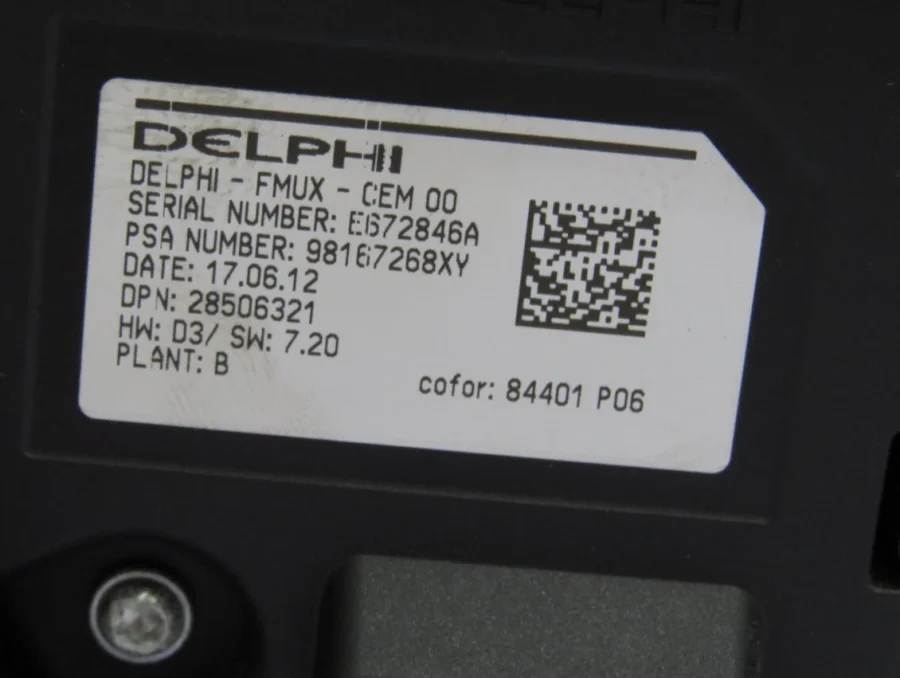 DELPHI
DELPHI - FMUX - CEM 00
SERIAL NUMBER: E672846A
PSA NUMBER: 98167268XY
DATE: 17.06.12
DPN: 28506321
HW: D3/ SW: 7.20
PLANT: B
cofor: 84401 P06